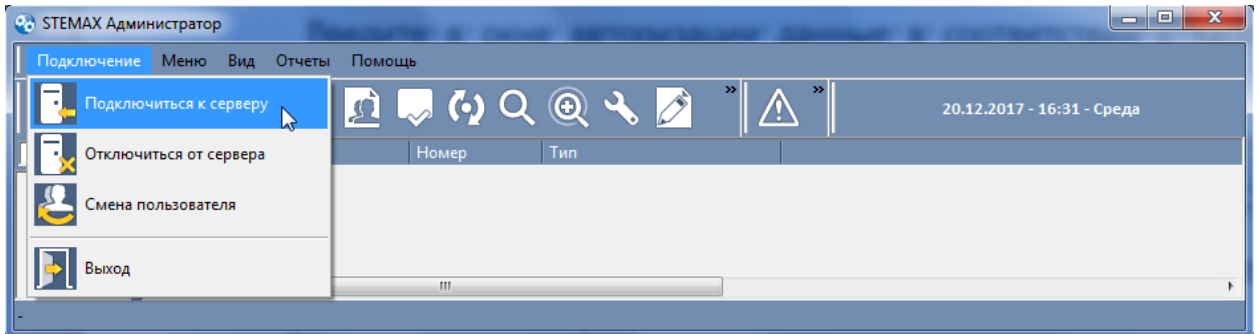 STEMAX Администратор
Подключение Меню Вид Отчеты Помощь
Подключиться к серверу
20.12.2017 - 16:31 - Среда
Отключиться от сервера
Номер Тип
Смена пользователя
Выход
-